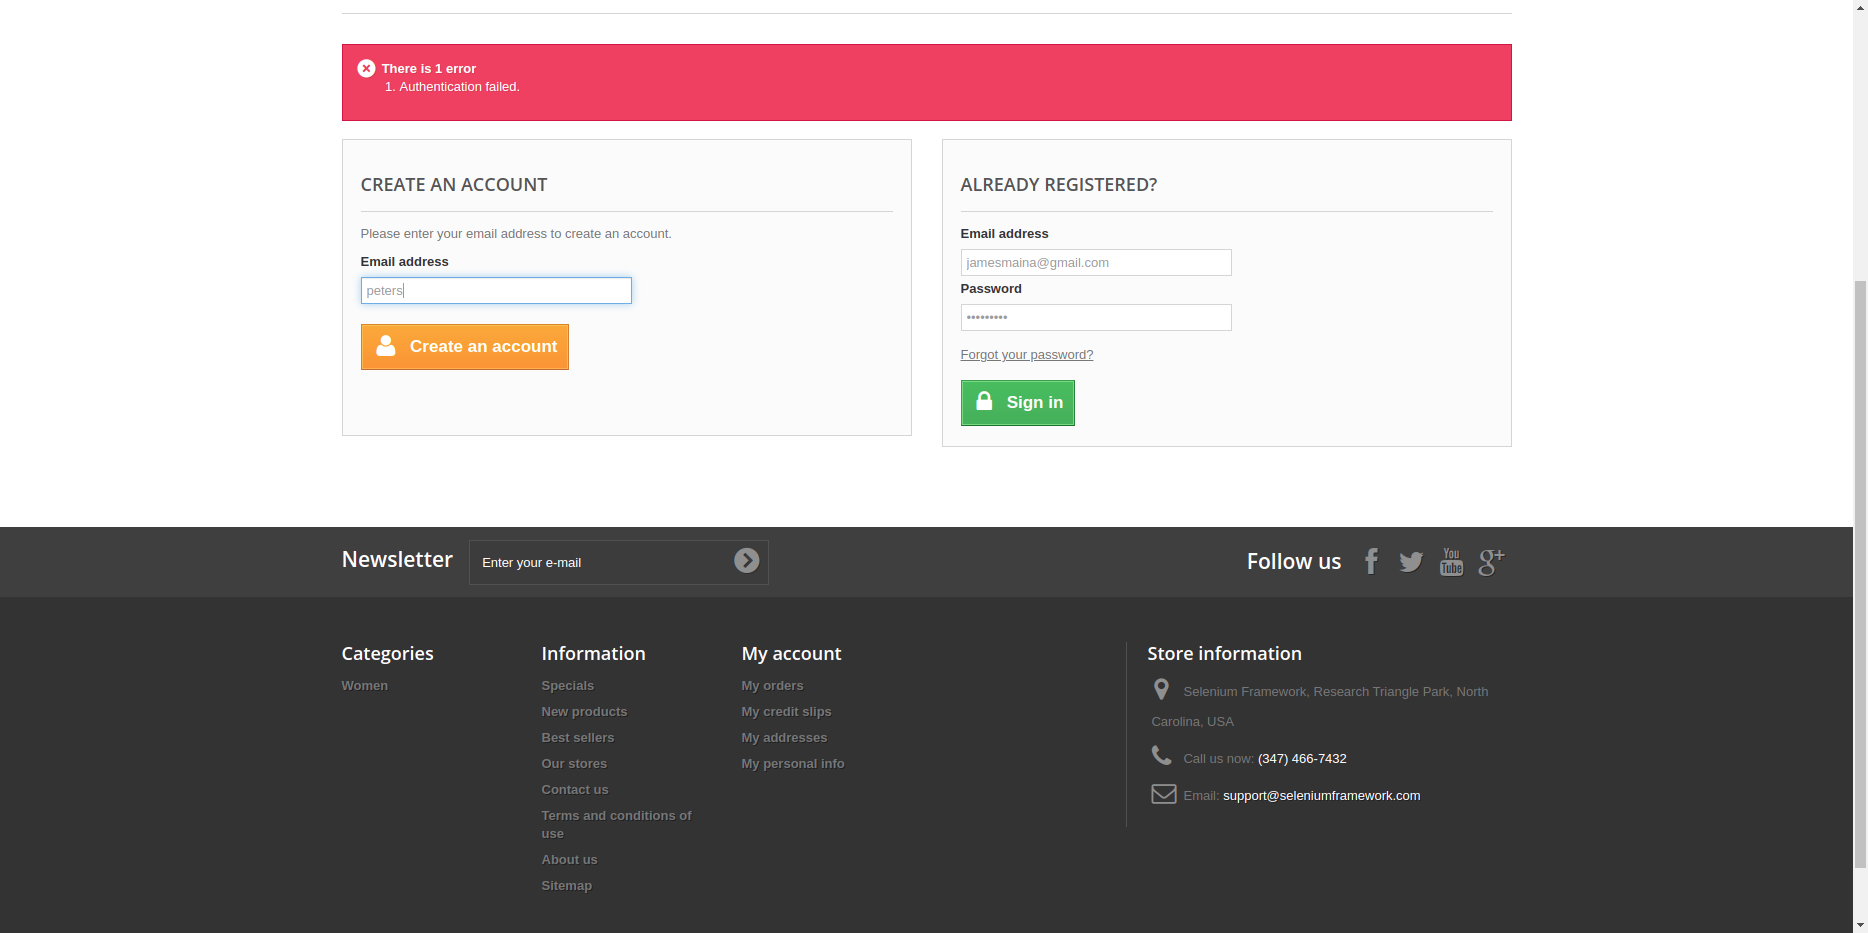 There is 1 error
1. Authentication failed.
CREATE AN ACCOUNT
Please enter your email address to create an account.
Email address
peters
Create an account
ALREADY REGISTERED?
Email address
jamesmaina@gmail.com
Password
•••••••••
Forgot your password?
Sign in
Newsletter
Enter your e-mail
Follow us
You
Tube
g+
Categories
Women
Information
Specials
New products
Best sellers
Our stores
Contact us
Terms and conditions of
use
About us
Sitemap
My account
My orders
My credit slips
My addresses
My personal info
Store information
Selenium Framework, Research Triangle Park, North
Carolina, USA
Call us now: (347) 466-7432
Email: support@seleniumframework.com